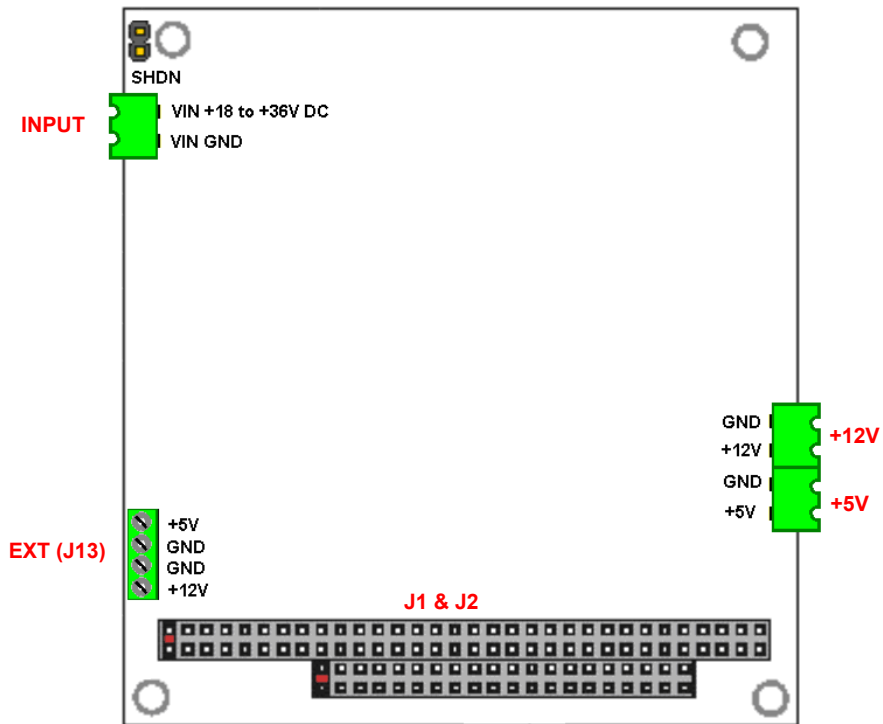 SHDN
INPUT
VIN +18 to +36V DC
VIN GND
GND
+12V
+12V
GND
+5V
+5V
EXT (J13)
+5V
GND
GND
+12V
J1 & J2